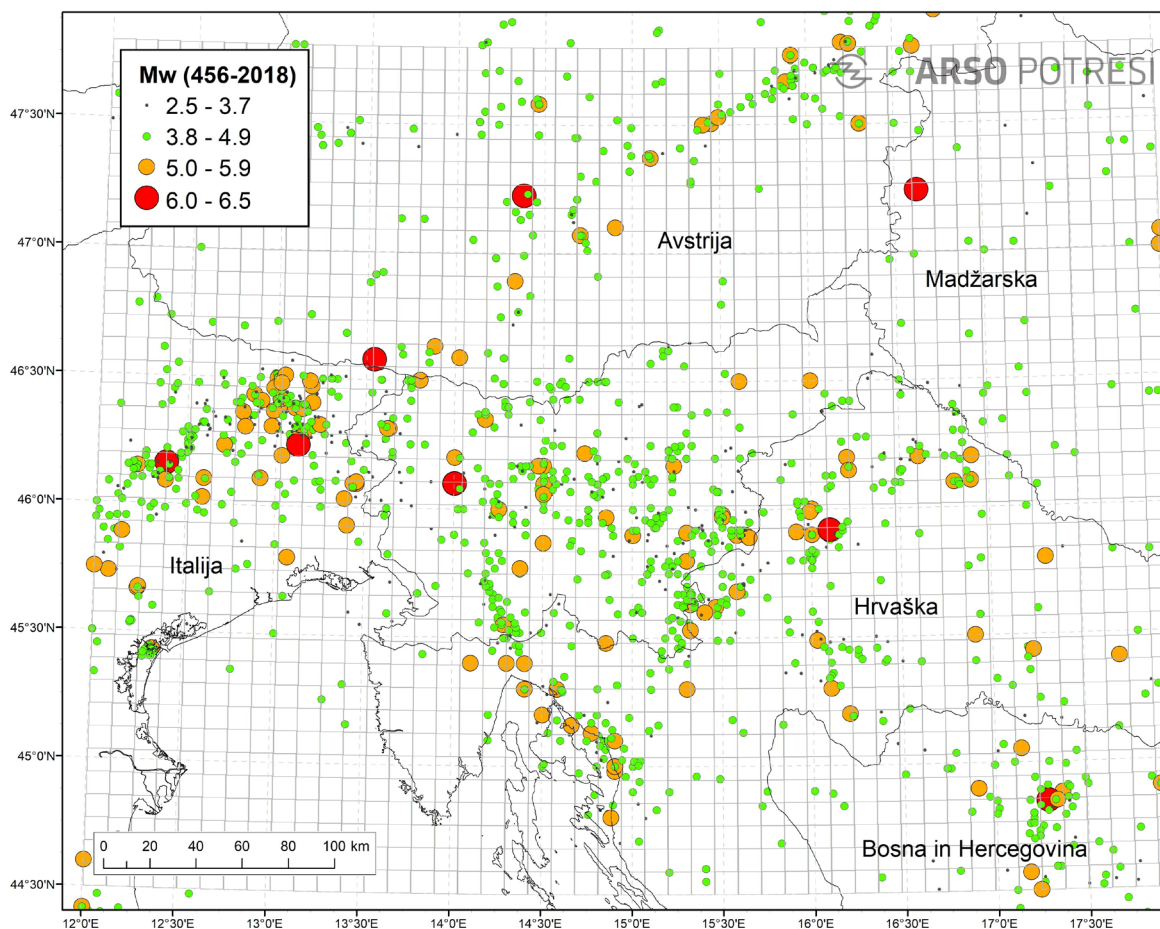 Mw (456-2018)
2.5 - 3.7
3.8 - 4.9
5.0 - 5.9
6.0 - 6.5
ARSO POTRESI
47°30'N
47°0'N
46°30'N
46°0'N
45°30'N
45°0'N
44°30'N
Avstrija
Madžarska
Italija
Hrvaška
Bosna in Hercegovina
0 20 40 60 80 100 km
12°0'E 12°30'E 13°0'E 13°30'E 14°0'E 14°30'E 15°0'E 15°30'E 16°0'E 16°30'E 17°0'E 17°30'E